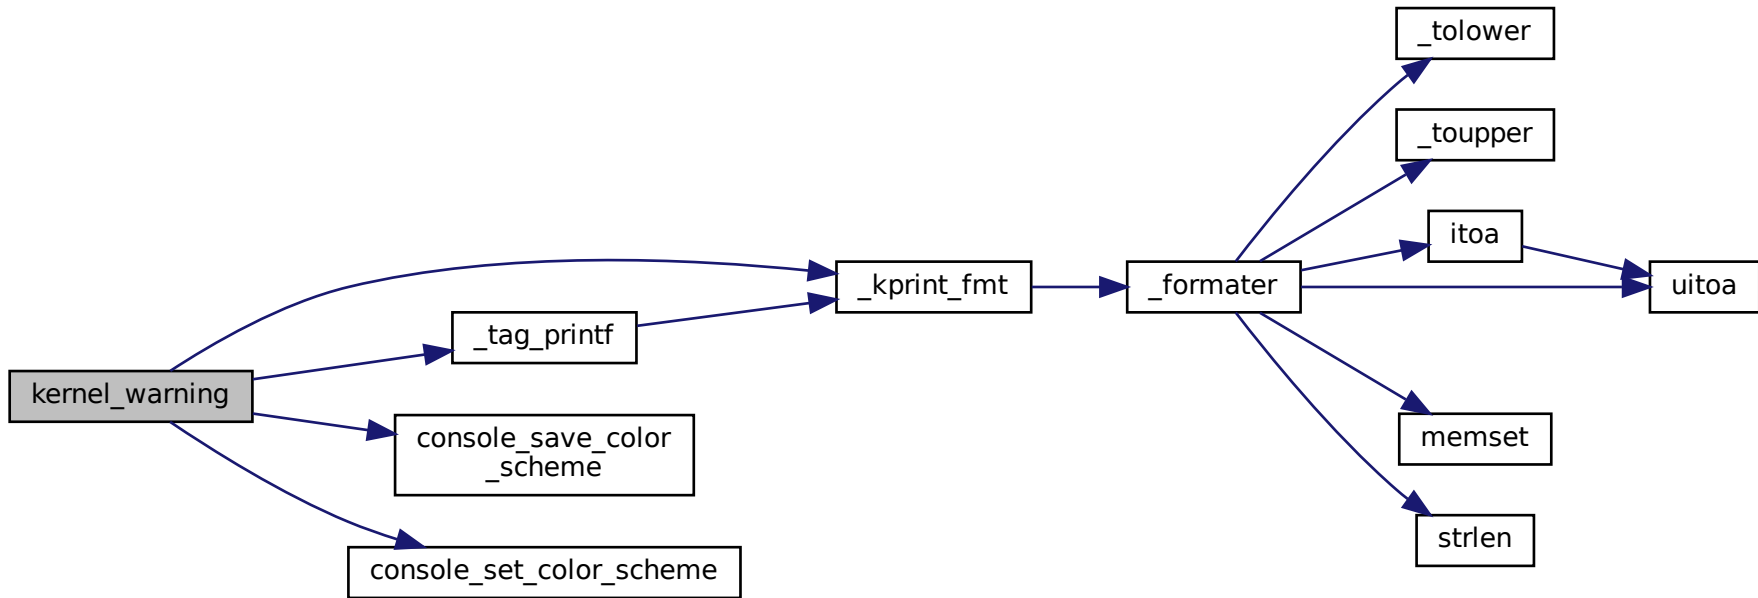 _tolower
_toupper
itoa
_kprint_fmt
_formater
uitoa
_tag_printf
kernel_warning
console_save_color
_scheme
memset
strlen
console_set_color_scheme